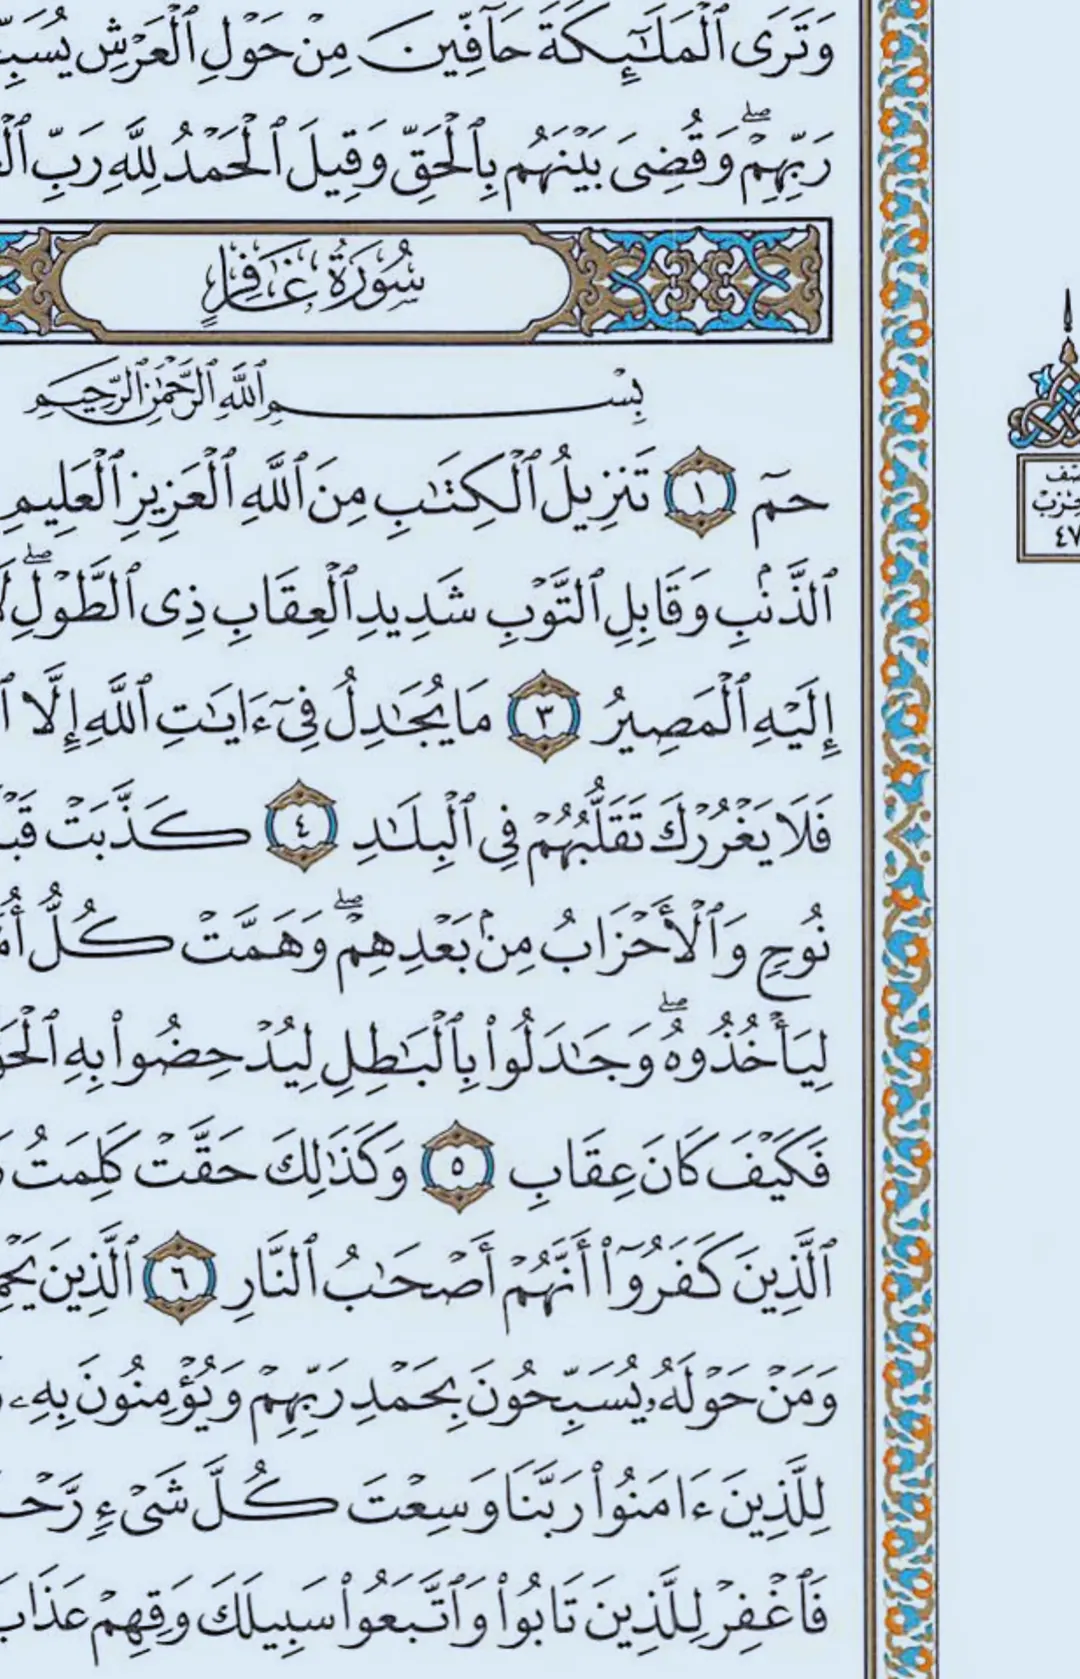 وَتَرَى ٱلْمَلَـٰٓئِكَةَ حَآفِّينَ مِنْ حَوْلِ ٱلْعَرْشِ
رَبِّهِمْ ۖ وَقُضِىَ بَيْنَهُم بِٱلْحَقِّ وَقِيلَ ٱلْحَمْدُ لِلَّهِ رَبِّ
سُورَةُ غَافِرٍ
بِسْمِ ٱللَّهِ ٱلرَّحْمَـٰنِ ٱلرَّحِيمِ
حمٓ ١ تَنزِيلُ ٱلْكِتَـٰبِ مِنَ ٱللَّهِ ٱلْعَزِيزِ ٱلْعَلِيمِ
ٱلذَّنۢبِ وَقَابِلِ ٱلتَّوْبِ شَدِيدِ ٱلْعِقَابِ ذِى ٱلطَّوْلِ ۖ
إِلَيْهِ ٱلْمَصِيرُ ٣ مَا يُجَـٰدِلُ فِىٓ ءَايَـٰتِ ٱللَّهِ إِلَّا
فَلَا يَغْرُرْكَ تَقَلُّبُهُمْ فِى ٱلْبِلَـٰدِ ٤ كَذَّبَتْ
نُوحٍ وَٱلْأَحْزَابُ مِنۢ بَعْدِهِمْ ۖ وَهَمَّتْ كُلُّ
لِيَأْخُذُوهُ ۖ وَجَـٰدَلُوا۟ بِٱلْبَـٰطِلِ لِيُدْحِضُوا۟ بِهِ
فَكَيْفَ كَانَ عِقَابِ ٥ وَكَذَٰلِكَ حَقَّتْ كَلِمَتُ
ٱلَّذِينَ كَفَرُوٓا۟ أَنَّهُمْ أَصْحَـٰبُ ٱلنَّارِ ٦ ٱلَّذِينَ
وَمَنْ حَوْلَهُۥ يُسَبِّحُونَ بِحَمْدِ رَبِّهِمْ وَيُؤْمِنُونَ بِهِۦ
لِلَّذِينَ ءَامَنُوا۟ رَبَّنَا وَسِعْتَ كُلَّ شَىْءٍ
فَٱغْفِرْ لِلَّذِينَ تَابُوا۟ وَٱتَّبَعُوا۟ سَبِيلَكَ وَقِهِمْ
٤٧